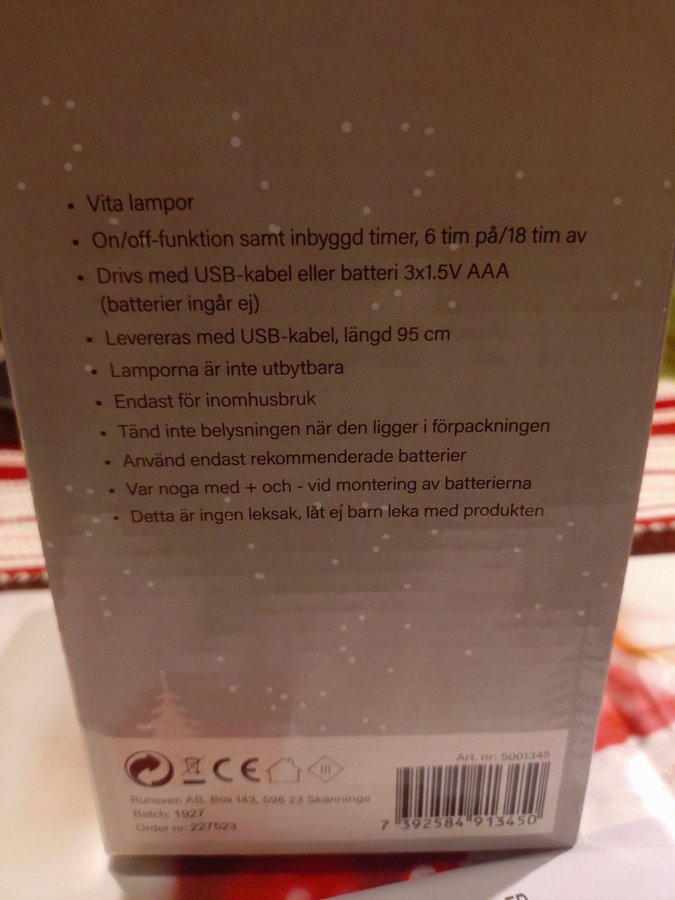 ▪ Vita lampor
▪ On/off-funktion samt inbyggd timer, 6 tim på/18 tim av
▪ Drivs med USB-kabel eller batteri 3x1.5V AAA
(batterier ingår ej)
▪ Levereras med USB-kabel, längd 95 cm
▪ Lamporna är inte utbytbara
▪ Endast för inomhusbruk
▪ Tänd inte belysningen när den ligger i förpackningen
▪ Använd endast rekommenderade batterier
▪ Var noga med + och - vid montering av batterierna
▪ Detta är ingen leksak, låt ej barn leka med produkten
CE
III
Art. nr: 5001345
Runsven AB, Box 143, 596 23 Skänninge
Batch: 1927
Order nr: 227523
7 392584 913450